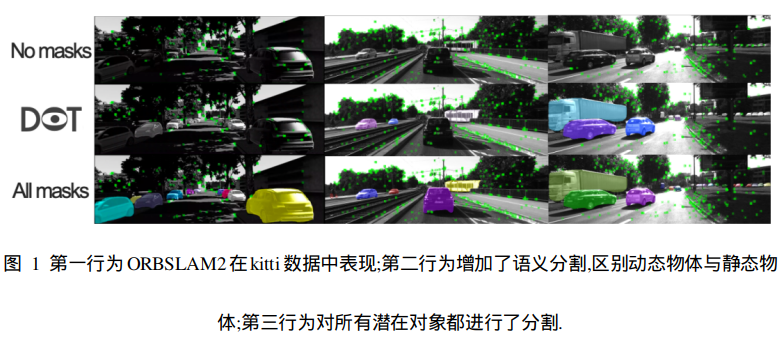 No masks
DOT
All masks
图 1 第一行为 ORBSLAM2 在 kitti 数据中表现;第二行为增加了语义分割,区别动态物体与静态物
体;第三行为对所有潜在对象都进行了分割.